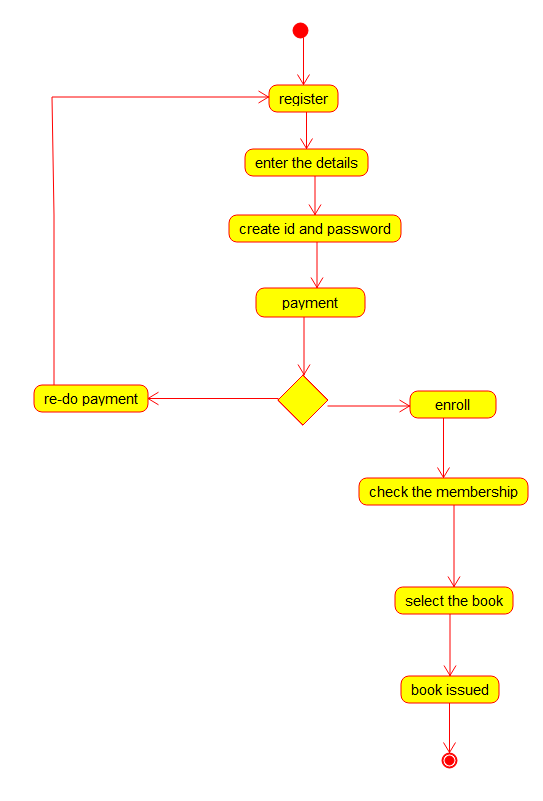 register
enter the details
create id and password
payment
re-do payment
enroll
check the membership
select the book
book issued